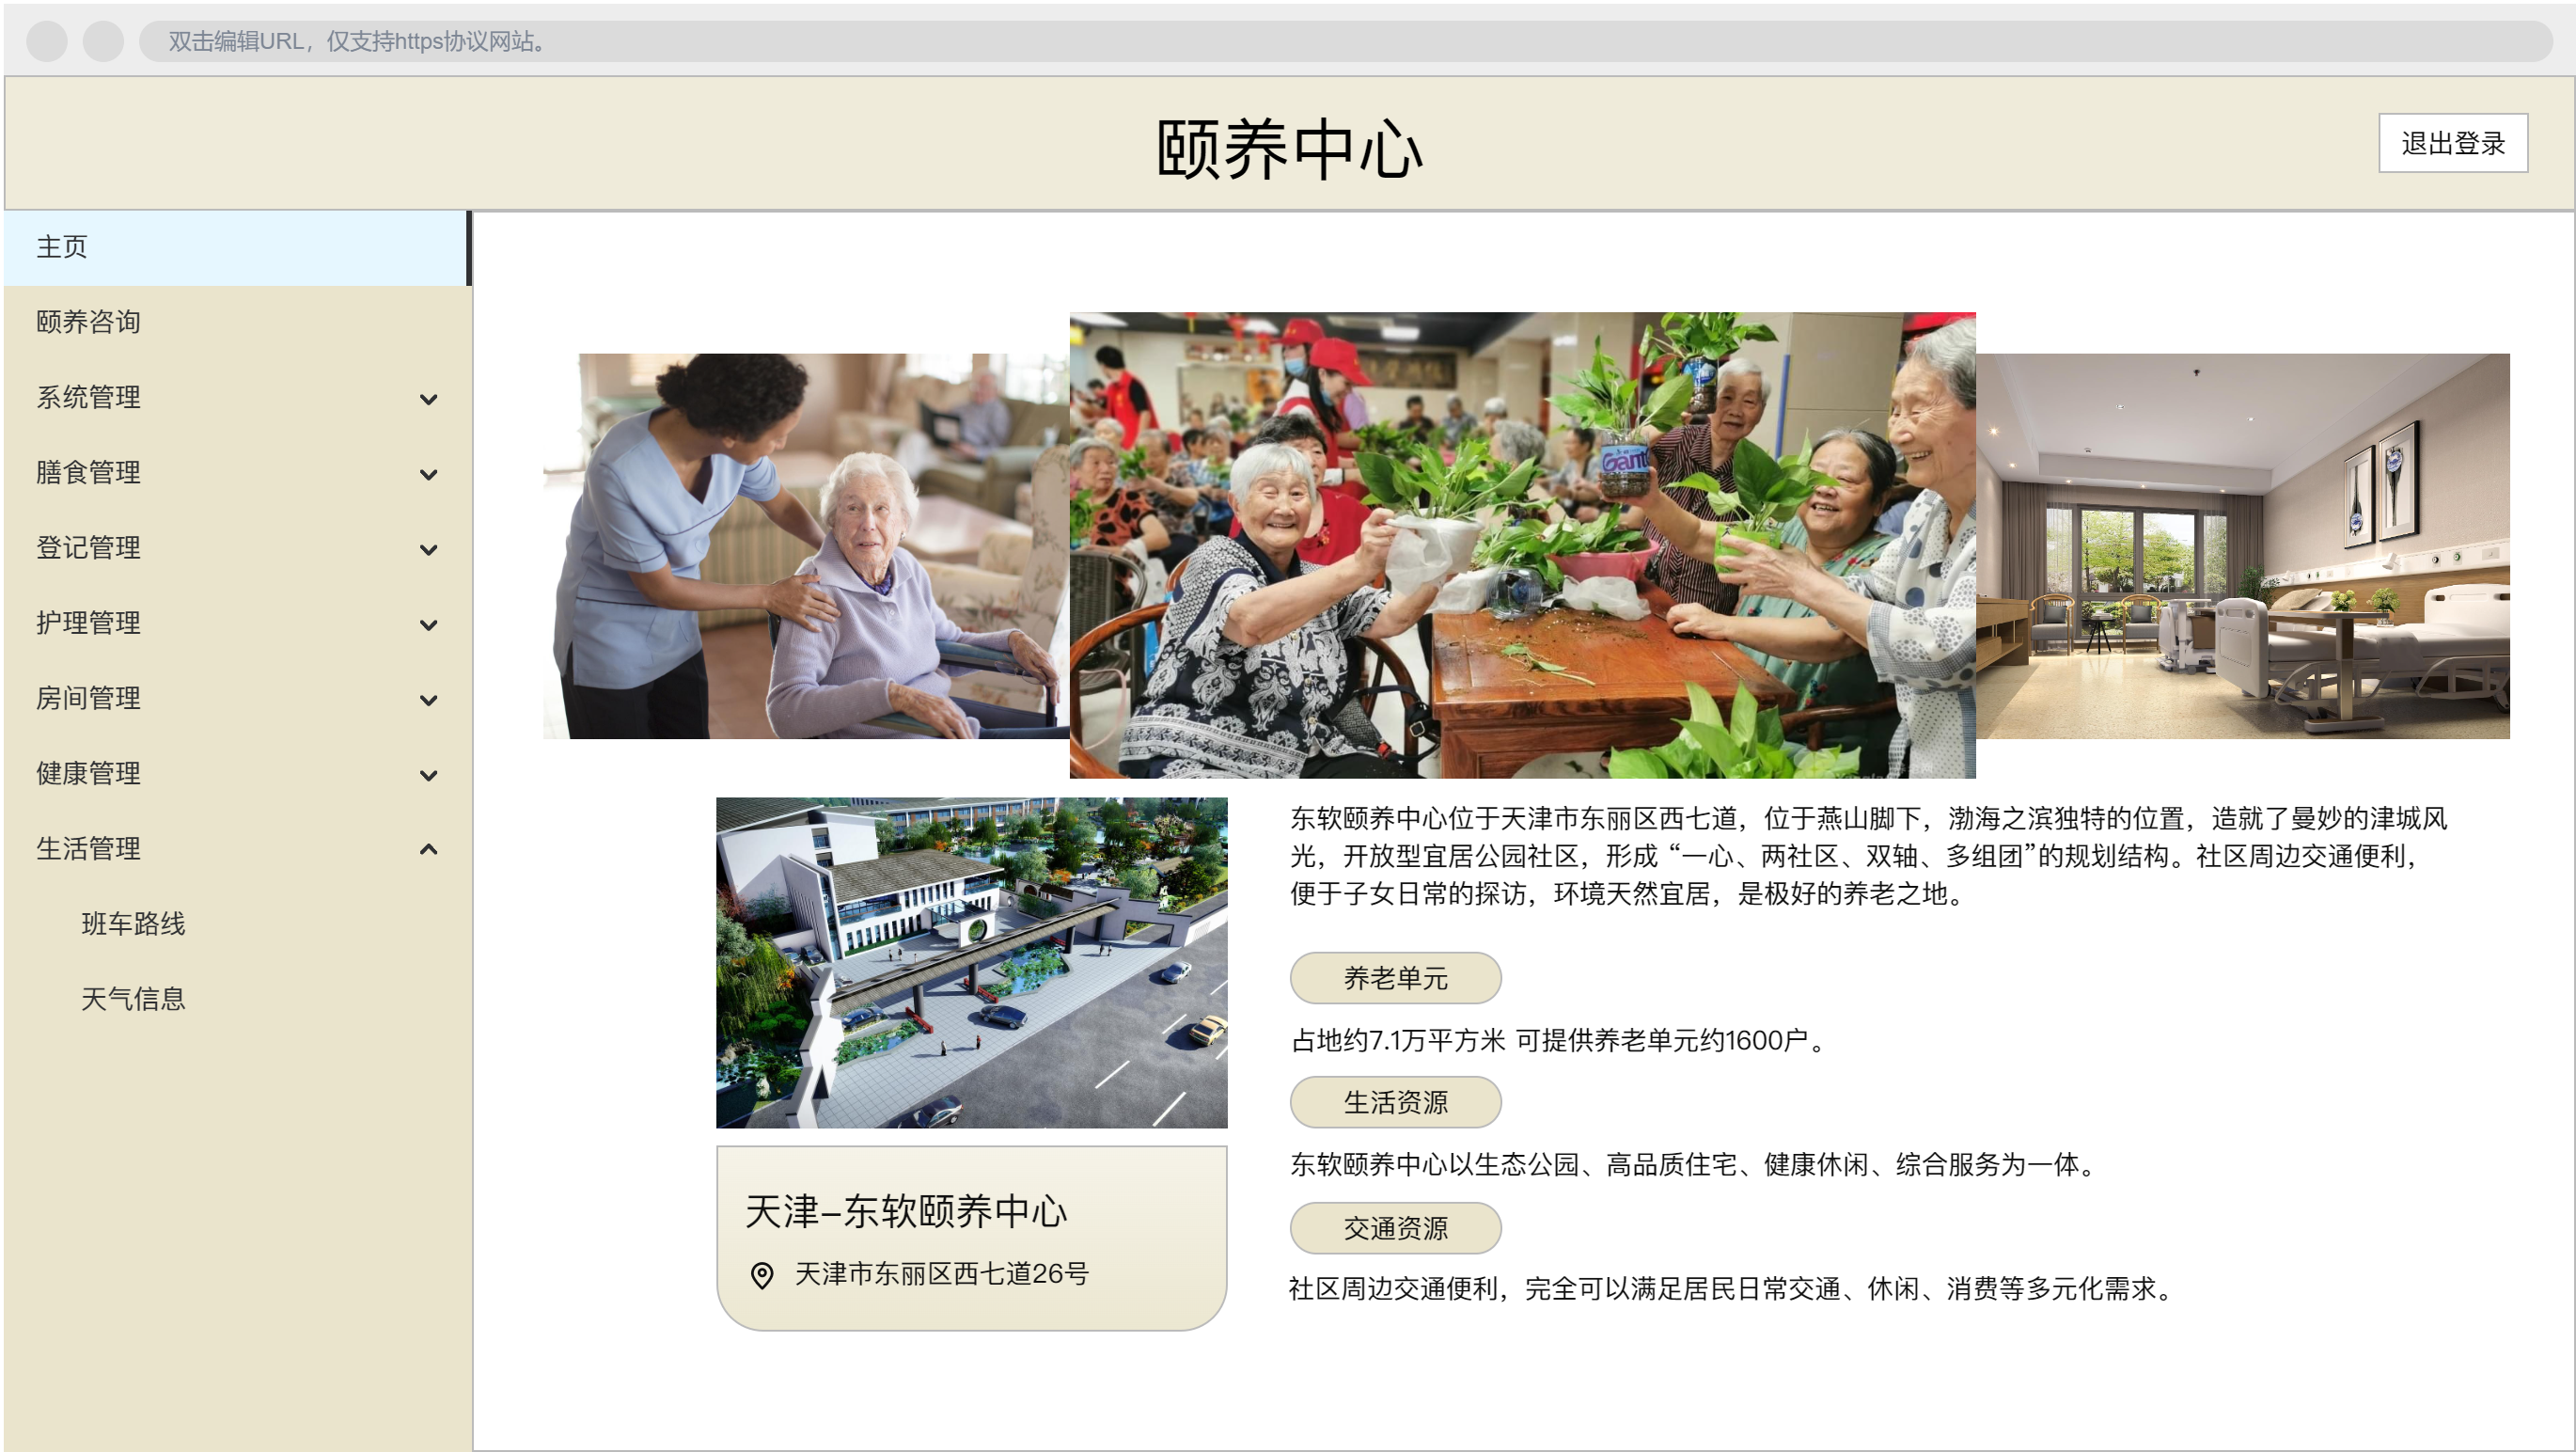 双击编辑URL，仅支持https协议网站。
颐养中心
退出登录
主页
颐养咨询
系统管理
膳食管理
登记管理
护理管理
房间管理
健康管理
生活管理
班车路线
天气信息
东软颐养中心位于天津市东丽区西七道，位于燕山脚下，渤海之滨独特的位置，造就了曼妙的津城风
光，开放型宜居公园社区，形成 “一心、两社区、双轴、多组团”的规划结构。社区周边交通便利，
便于子女日常的探访，环境天然宜居，是极好的养老之地。
养老单元
占地约7.1万平方米 可提供养老单元约1600户。
生活资源
东软颐养中心以生态公园、高品质住宅、健康休闲、综合服务为一体。
交通资源
社区周边交通便利，完全可以满足居民日常交通、休闲、消费等多元化需求。
天津–东软颐养中心
天津市东丽区西七道26号